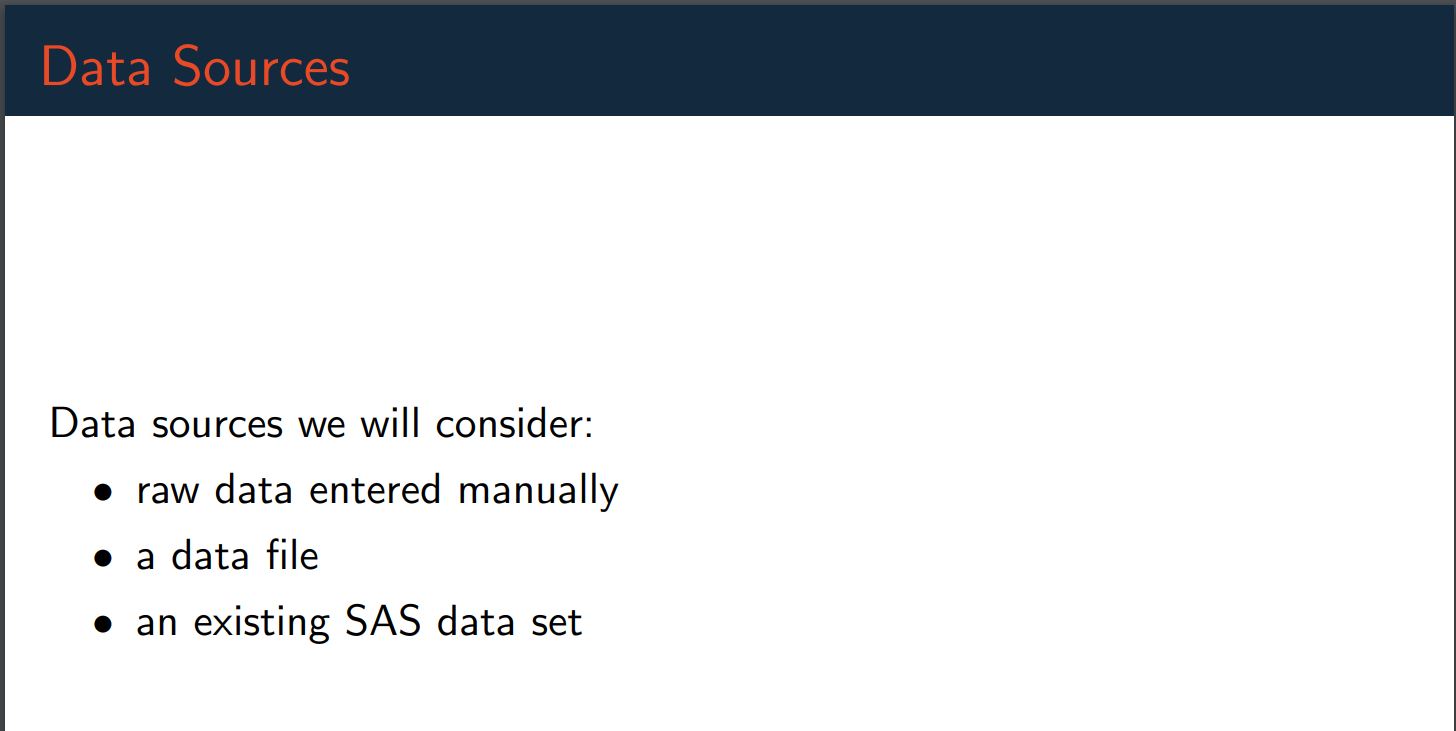 Data Sources
Data sources we will consider:
• raw data entered manually
• a data file
• an existing SAS data set